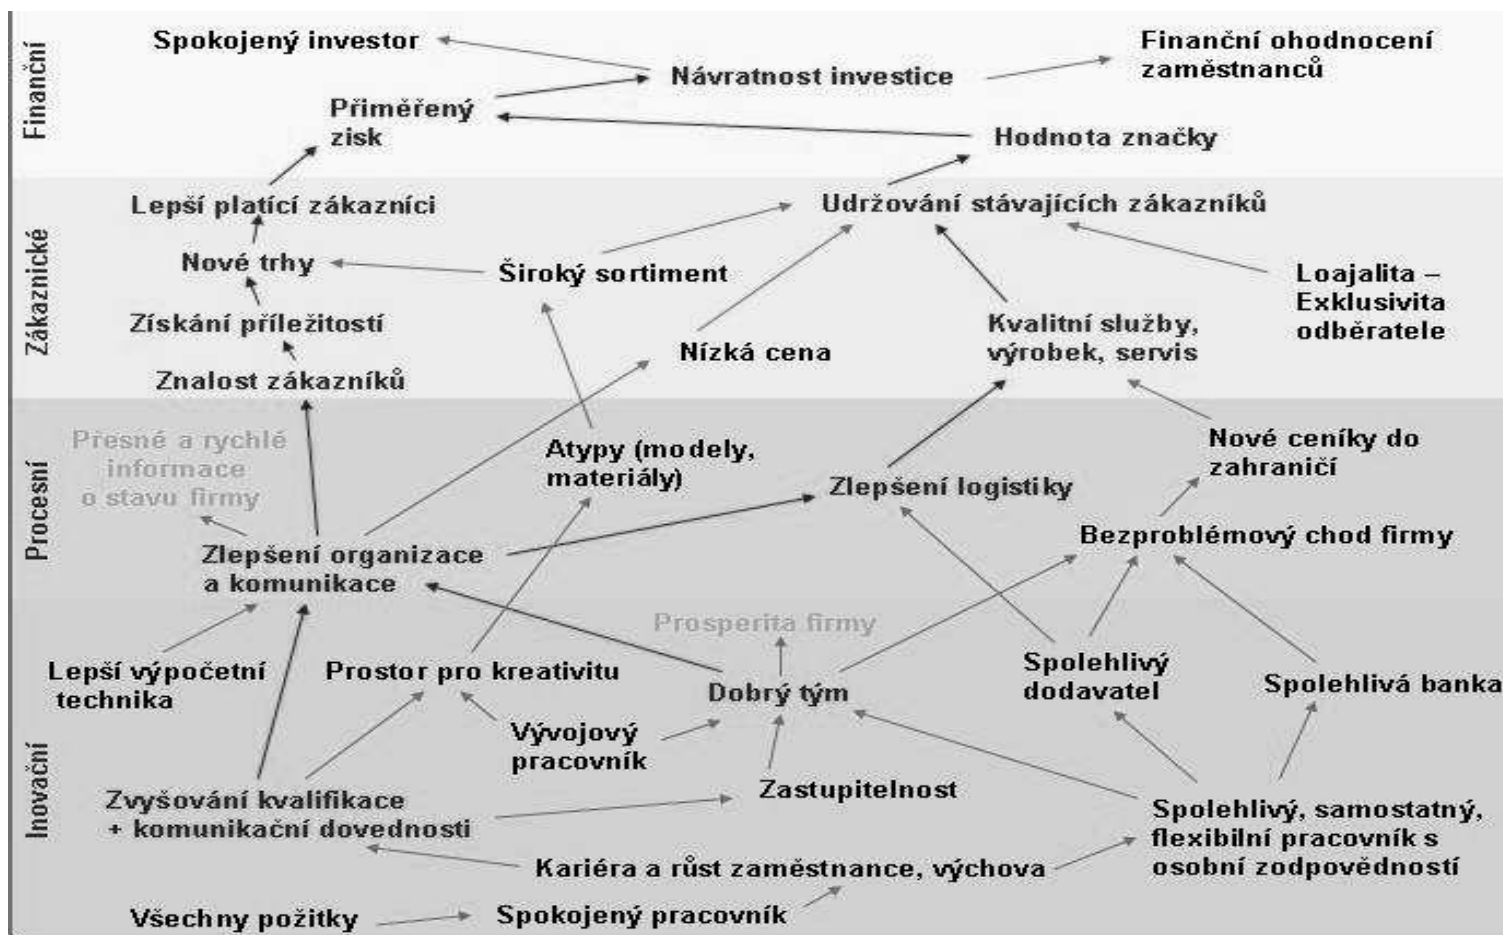 Finanční
Spokojený investor
Finanční ohodnocení
zaměstnanců
Návratnost investice
Přiměřený
zisk
Hodnota značky
Zákaznické
Lepší platící zákazníci
Udržování stávajících zákazníků
Nové trhy
Široký sortiment
Loajalita –
Exklusivita
odběratele
Získání příležitostí
Kvalitní služby,
výrobek, servis
Nízká cena
Znalost zákazníků
Procesní
Přesné a rychlé
informace
o stavu firmy
Atypy (modely,
materiály)
Nové ceníky do
zahraničí
Zlepšení logistiky
Bezproblémový chod firmy
Zlepšení organizace
a komunikace
Inovační
Prosperita firmy
Lepší výpočetní
technika
Prostor pro kreativitu
Dobrý tým
Spolehlivý
dodavatel
Spolehlivá banka
Vývojový
pracovník
Zvyšování kvalifikace
+ komunikační dovednosti
Zastupitelnost
Spolehlivý, samostatný,
flexibilní pracovník s
osobní zodpovědností
Kariéra a růst zaměstnance, výchova
Všechny požitky
Spokojený pracovník